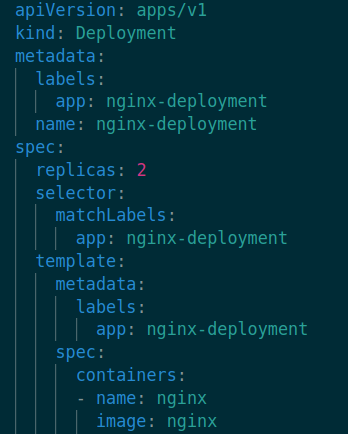 apiVersion: apps/v1
kind: Deployment
metadata:
  labels:
    app: nginx-deployment
  name: nginx-deployment
spec:
  replicas: 2
  selector:
    matchLabels:
      app: nginx-deployment
  template:
    metadata:
      labels:
        app: nginx-deployment
    spec:
      containers:
      - name: nginx
        image: nginx